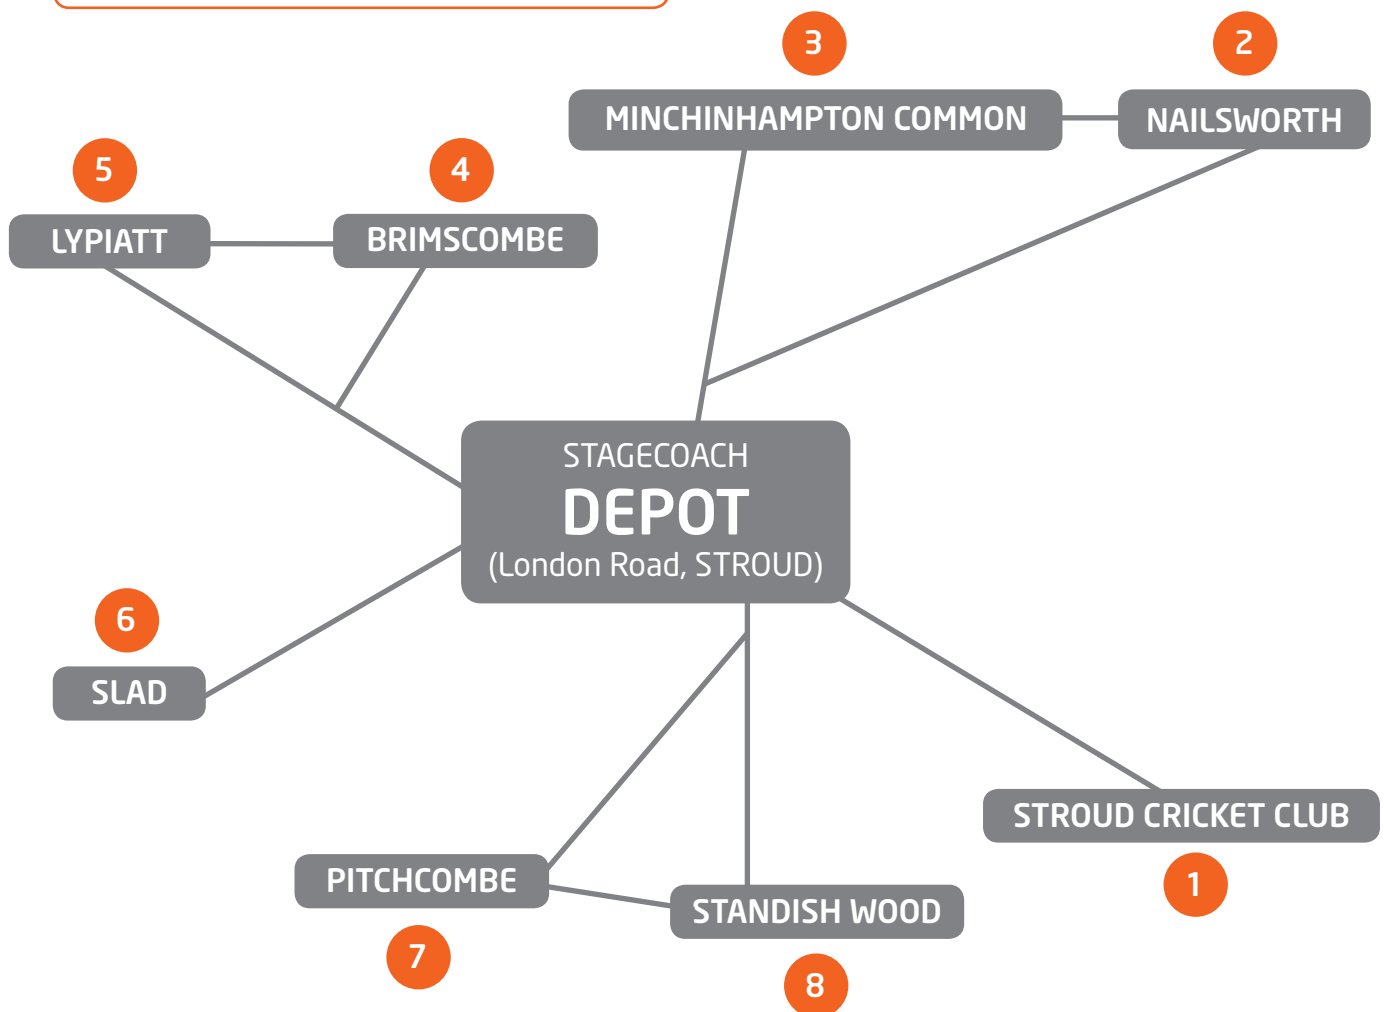 3
2
MINCHINHAMPTON COMMON
NAILSWORTH
5
4
LYPIATT
BRIMSCOMBE
STAGECOACH
DEPOT
(London Road, STROUD)
6
SLAD
STROUD CRICKET CLUB
1
PITCHCOMBE
STANDISH WOOD
7
8